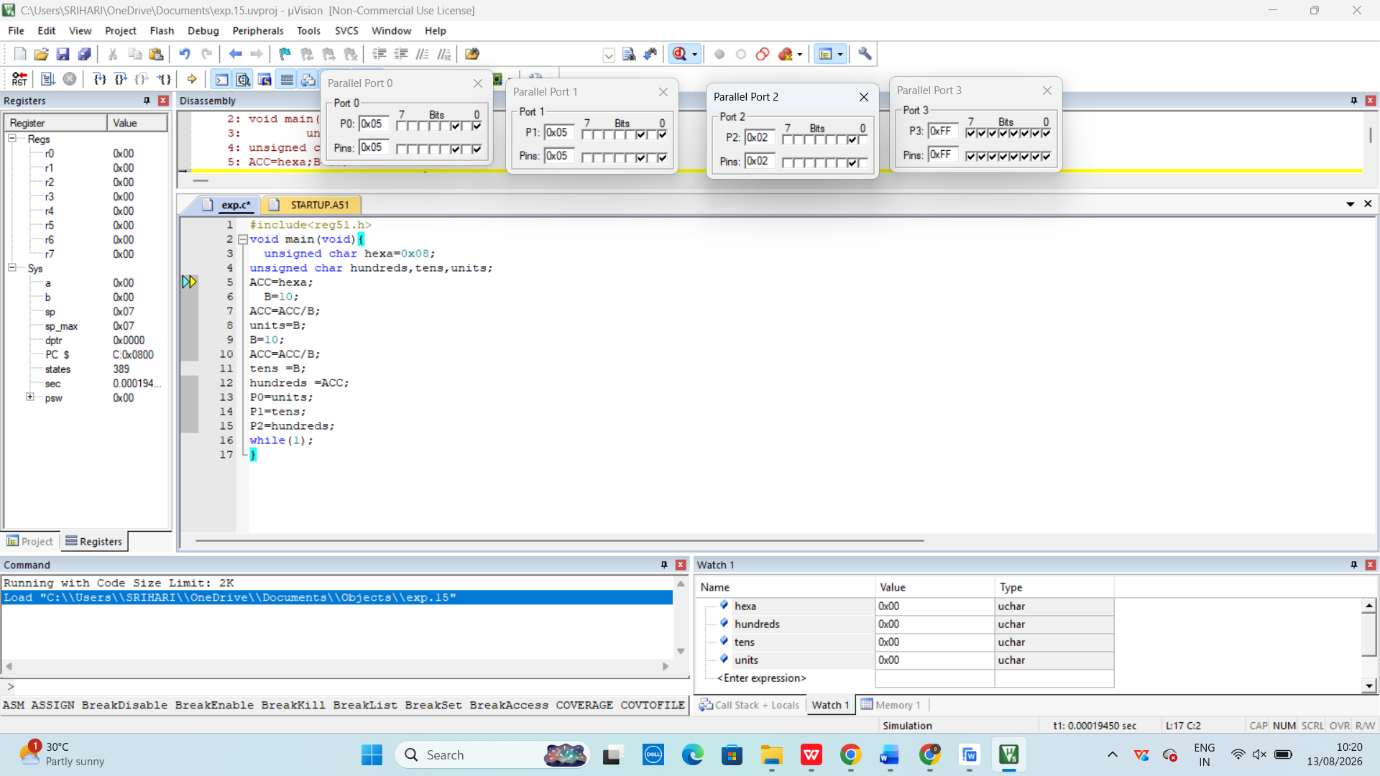 C:\Users\SRIHARI\OneDrive\Documents\exp.15.uvproj - µVision [Non-Commercial Use License]
File Edit View Project Flash Debug Peripherals Tools SVCS Window Help
RST
Registers
Register Value
Regs
r0 0x00
r1 0x00
r2 0x00
r3 0x00
r4 0x00
r5 0x00
r6 0x00
r7 0x00
Sys
a 0x00
b 0x00
sp 0x07
sp_max 0x07
dptr 0x0000
PC $ C:0x0800
states 389
sec 0.000194...
psw 0x00
Project Registers
Disassembly
2: void main(
3: un
4: unsigned c
5: ACC=hexa;B
Parallel Port 0
Port 0
7 Bits 0
P0: 0x05
Pins: 0x05
Parallel Port 1
Port 1
7 Bits 0
P1: 0x05
Pins: 0x05
Parallel Port 2
Port 2
7 Bits 0
P2: 0x02
Pins: 0x02
Parallel Port 3
Port 3
7 Bits 0
P3: 0xFF
Pins: 0xFF
exp.c* STARTUP.A51
1 #include<reg51.h>
2 void main(void){
3 unsigned char hexa=0x08;
4 unsigned char hundreds,tens,units;
5 ACC=hexa;
6 B=10;
7 ACC=ACC/B;
8 units=B;
9 B=10;
10 ACC=ACC/B;
11 tens =B;
12 hundreds =ACC;
13 P0=units;
14 P1=tens;
15 P2=hundreds;
16 while(1);
17 }
Command
Running with Code Size Limit: 2K
Load "C:\\Users\\SRIHARI\\OneDrive\\Documents\\Objects\\exp.15"
>
ASM ASSIGN BreakDisable BreakEnable BreakKill BreakList BreakSet BreakAccess COVERAGE COVTOFILE
Watch 1
Name Value Type
hexa 0x00 uchar
hundreds 0x00 uchar
tens 0x00 uchar
units 0x00 uchar
<Enter expression>
Call Stack + Locals Watch 1 Memory 1
Simulation t1: 0.00019450 sec L:17 C:2 CAP NUM SCRL OVR R/W
1
30°C
Partly sunny
Search
DELL
ENG
IN
10:20
13/08/2026